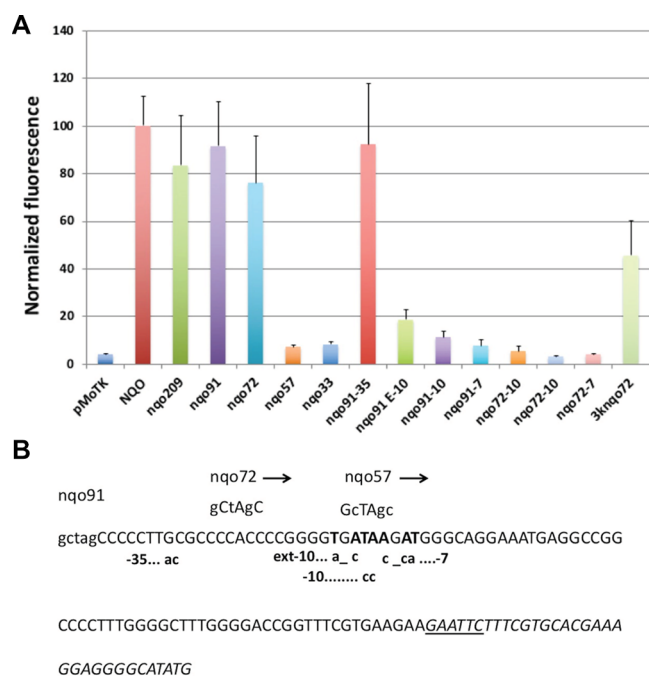 A
Normalized fluorescence
140
120
100
80
60
40
20
0
pMoTK NQO nqo209 nqo91 nqo72 nqo57 nqo33 nqo91-35 nqo91 E-10 nqo91-10 nqo91-7 nqo72-10 nqo72-10 nqo72-7 3knqo72
B
nqo72 → nqo57 →
nqo91
gCtAgC GcTAgc
gctagCCCCCTTGCGCCCCACCCCGGGGTGATAAGATGGGCAGGAAATGAGGCCGG
-35... ac ext-10... a_ c c _ca ....-7
-10........ cc
CCCCTTTGGGGCTTTGGGGACCGGTTTCGTGAAGAAGAATTCTTTCGTGCACGAAA
GGAGGGGCATATG